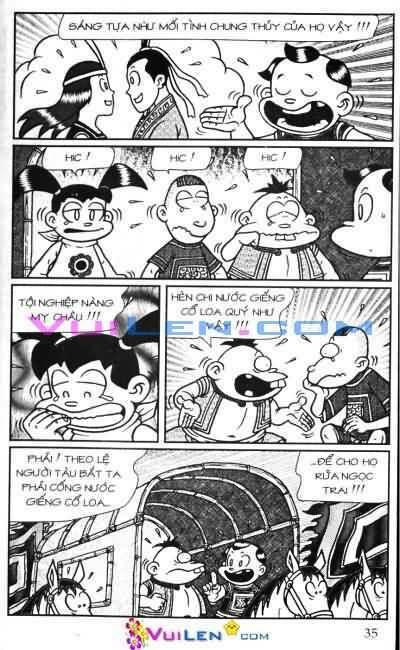 SÁNG TỰA NHƯ MỐI TÌNH CHUNG THỦY CỦA HỌ VẬY !!!
HIC !
HIC !
HIC !
TỘI NGHIỆP NÀNG
MỴ CHÂU !!!
HÈN CHI NƯỚC GIẾNG
CỔ LOA QUÝ NHƯ
VẬY !!!
VuiLen.com
PHẢI ! THEO LỆ
NGƯỜI TÀU BẮT TA
PHẢI CỐNG NƯỚC
GIẾNG CỔ LOA...
...ĐỂ CHO HỌ
RỬA NGỌC
TRAI !!!
35
VuiLen.com